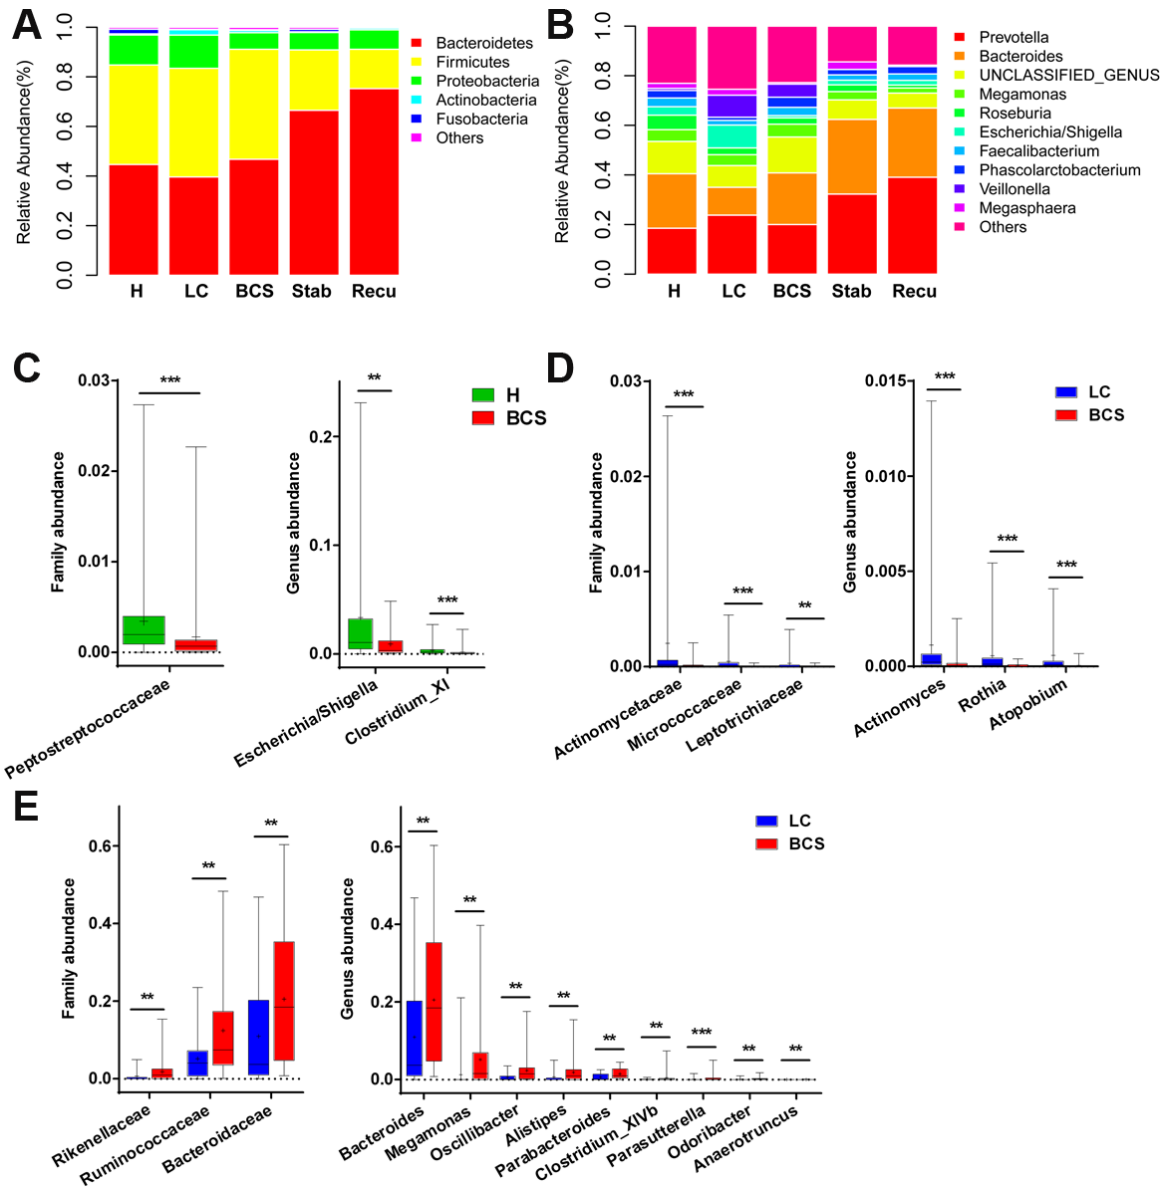 A
Relative Abundance(%)
1.0
0.8
0.6
0.4
0.2
0.0
H LC BCS Stab Recu
Bacteroidetes
Firmicutes
Proteobacteria
Actinobacteria
Fusobacteria
Others
B
Relative Abundance(%)
1.0
0.8
0.6
0.4
0.2
0.0
H LC BCS Stab Recu
Prevotella
Bacteroides
UNCLASSIFIED_GENUS
Megamonas
Roseburia
Escherichia/Shigella
Faecalibacterium
Phascolarctobacterium
Veillonella
Megasphaera
Others
C
Family abundance
0.03
0.02
0.01
0.00
***
Peptostreptococcaceae
Genus abundance
0.2
0.1
0.0
**
***
Escherichia/Shigella
Clostridium_XI
H
BCS
D
Family abundance
0.03
0.02
0.01
0.00
***
***
**
Actinomycetaceae
Micrococcaceae
Leptotrichiaceae
Genus abundance
0.015
0.010
0.005
0.000
***
***
***
Actinomyces
Rothia
Atopobium
LC
BCS
E
Family abundance
0.6
0.4
0.2
0.0
**
**
**
Rikenellaceae
Ruminococcaceae
Bacteroidaceae
Genus abundance
0.6
0.4
0.2
0.0
**
**
**
**
**
**
***
**
**
Bacteroides
Megamonas
Oscillibacter
Alistipes
Parabacteroides
Clostridium_XIVb
Parasutterella
Odoribacter
Anaerotruncus
LC
BCS